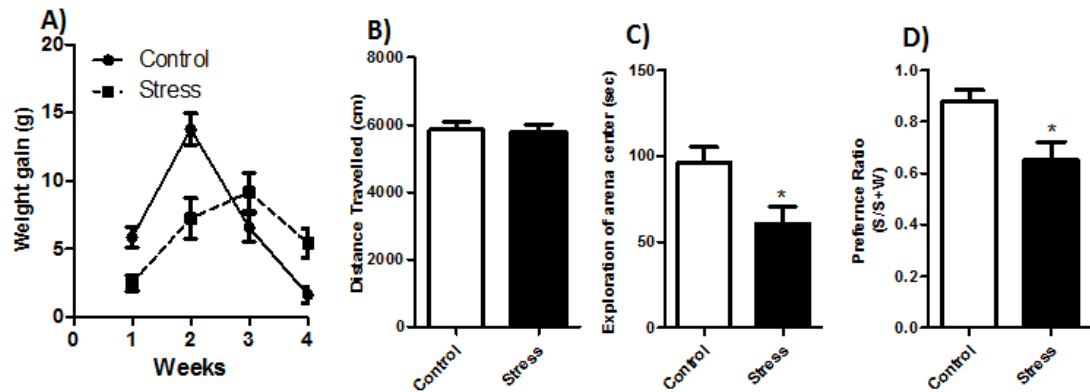 A)
20
15
10
5
0
Weight gain (g)
Control
Stress
0 1 2 3 4
Weeks
B)
8000
6000
4000
2000
0
Distance Travelled (cm)
Control
Stress
C)
150
100
50
0
Exploration of arena center (sec)
*
Control
Stress
D)
1.0
0.8
0.6
0.4
0.2
0.0
Preference Ratio
(S/S+W)
*
Control
Stress